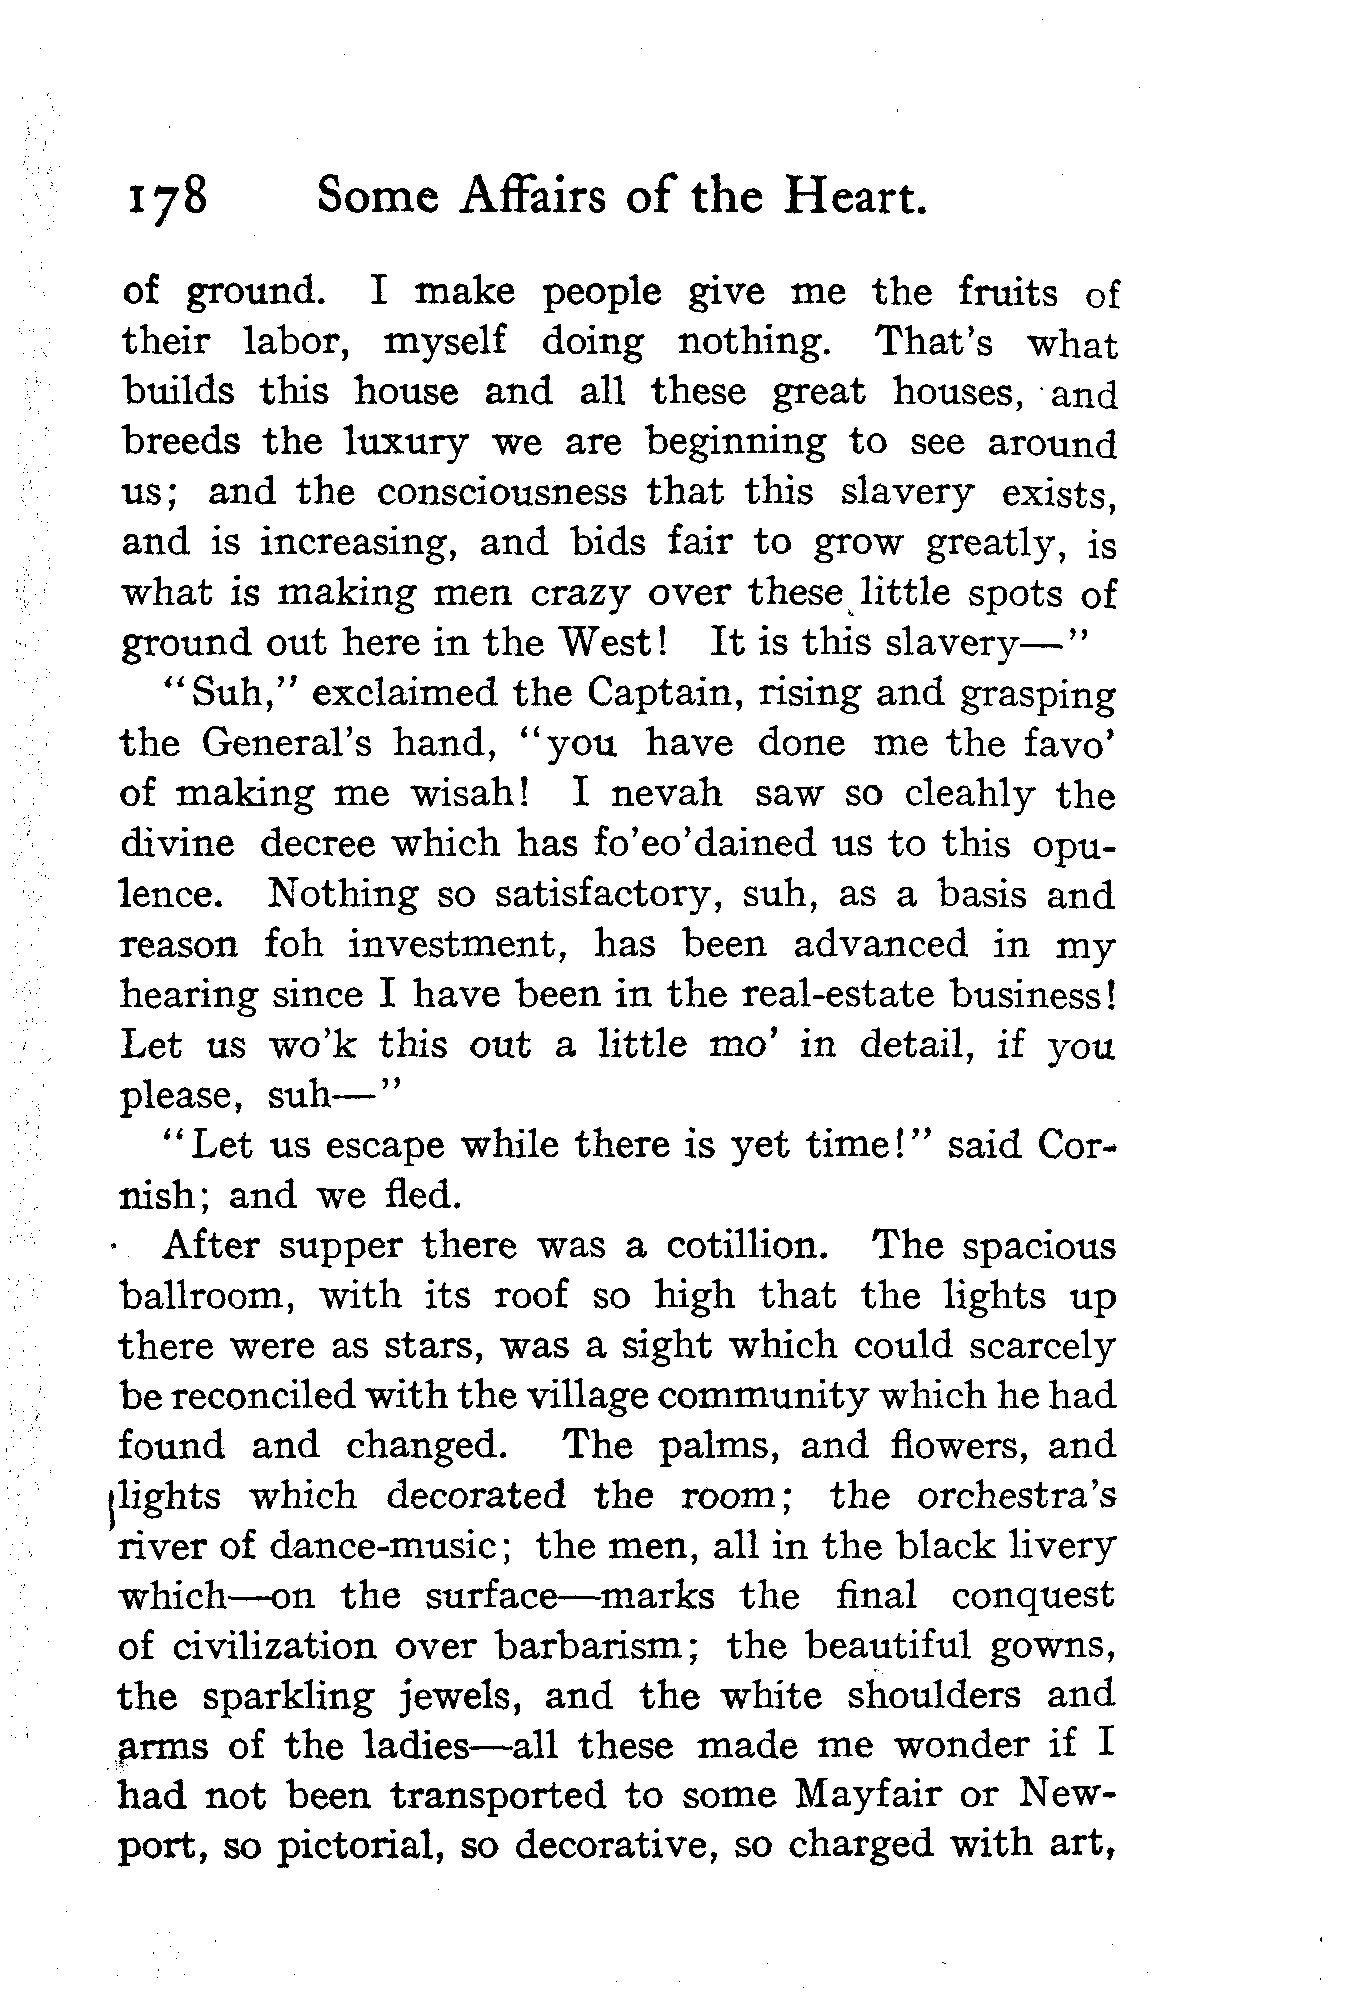 178 Some Affairs of the Heart.
of ground. I make people give me the fruits of
their labor, myself doing nothing. That's what
builds this house and all these great houses, and
breeds the luxury we are beginning to see around
us; and the consciousness that this slavery exists,
and is increasing, and bids fair to grow greatly, is
what is making men crazy over these little spots of
ground out here in the West! It is this slavery—"
"Suh," exclaimed the Captain, rising and grasping
the General's hand, "you have done me the favo'
of making me wisah! I nevah saw so cleahly the
divine decree which has fo'eo'dained us to this opu-
lence. Nothing so satisfactory, suh, as a basis and
reason foh investment, has been advanced in my
hearing since I have been in the real-estate business!
Let us wo'k this out a little mo' in detail, if you
please, suh—"
"Let us escape while there is yet time!" said Cor-
nish; and we fled.
After supper there was a cotillion. The spacious
ballroom, with its roof so high that the lights up
there were as stars, was a sight which could scarcely
be reconciled with the village community which he had
found and changed. The palms, and flowers, and
lights which decorated the room; the orchestra's
river of dance-music; the men, all in the black livery
which—on the surface—marks the final conquest
of civilization over barbarism; the beautiful gowns,
the sparkling jewels, and the white shoulders and
arms of the ladies—all these made me wonder if I
had not been transported to some Mayfair or New-
port, so pictorial, so decorative, so charged with art,